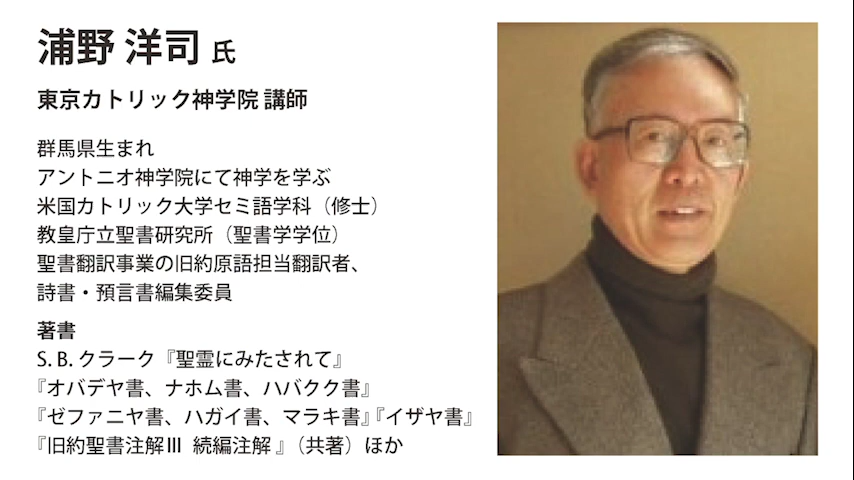 浦野 洋司 氏
東京カトリック神学院 講師
群馬県生まれ
アントニオ神学院にて神学を学ぶ
米国カトリック大学セミ語学科（修士）
教皇庁立聖書研究所（聖書学学位）
聖書翻訳事業の旧約原語担当翻訳者、
詩書・預言書編集委員
著書
S. B. クラーク『聖霊にみたされて』
『オバデヤ書、ナホム書、ハバクク書』
『ゼファニヤ書、ハガイ書、マラキ書』『イザヤ書』
『旧約聖書注解Ⅲ 続編注解 』（共著）ほか